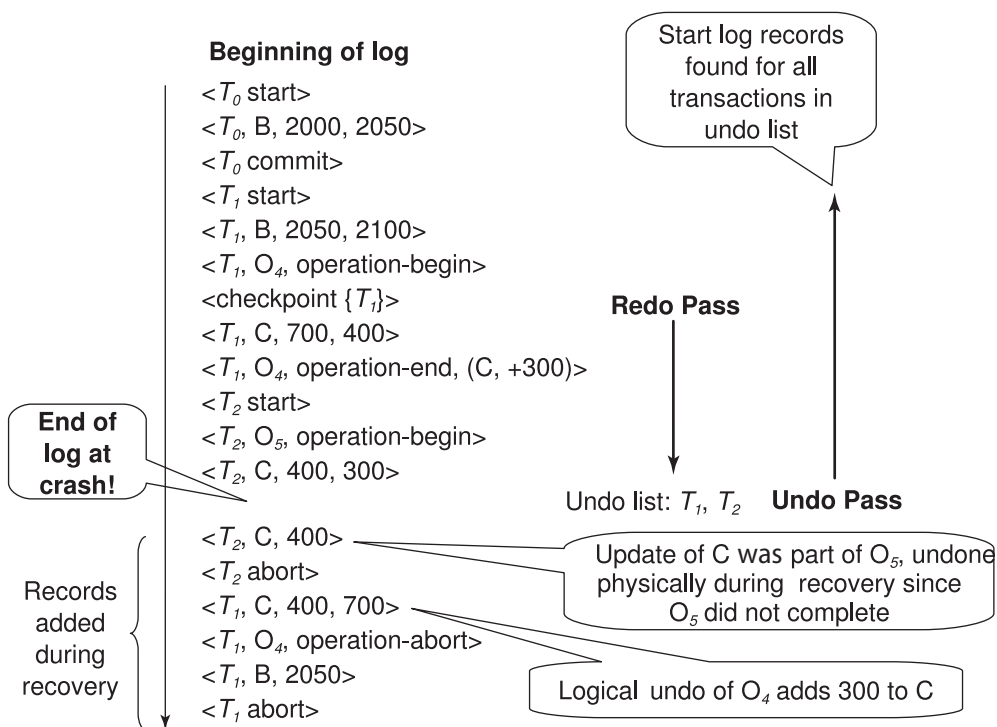 Beginning of log
<T₀ start>
<T₀, B, 2000, 2050>
<T₀ commit>
<T₁ start>
<T₁, B, 2050, 2100>
<T₁, O₄, operation-begin>
<checkpoint {T₁}>
<T₁, C, 700, 400>
<T₁, O₄, operation-end, (C, +300)>
<T₂ start>
<T₂, O₅, operation-begin>
<T₂, C, 400, 300>
End of
log at
crash!
Start log records
found for all
transactions in
undo list
Redo Pass
Undo list: T₁, T₂
Undo Pass
Records
added
during
recovery
<T₂, C, 400>
<T₂ abort>
<T₁, C, 400, 700>
<T₁, O₄, operation-abort>
<T₁, B, 2050>
<T₁ abort>
Update of C was part of O₅, undone
physically during recovery since
O₅ did not complete
Logical undo of O₄ adds 300 to C